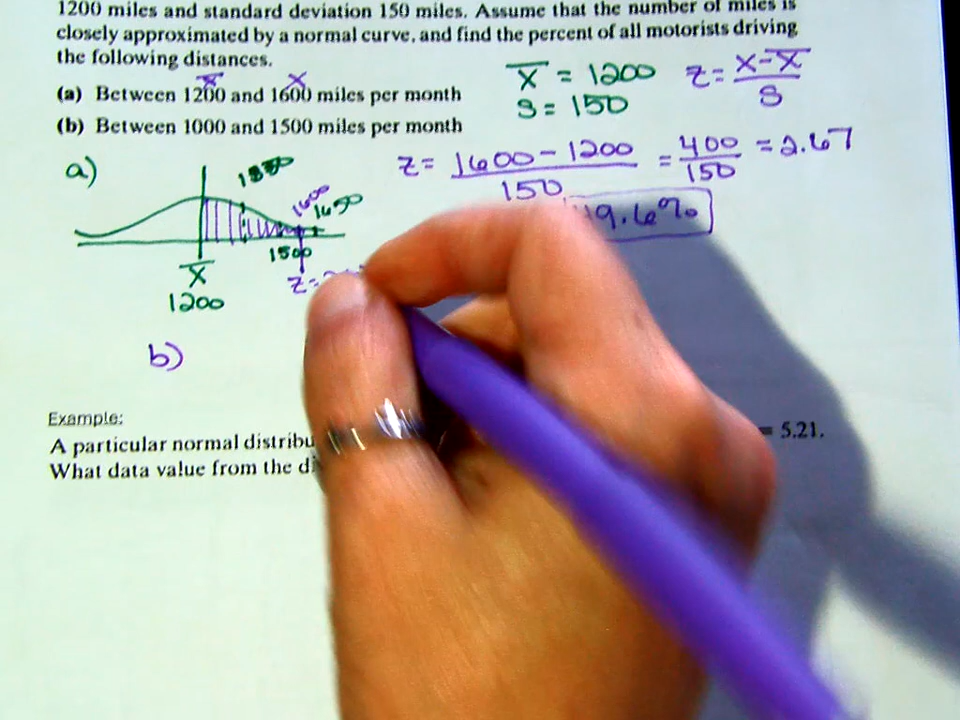 1200 miles and standard deviation 150 miles. Assume that the number of miles is
closely approximated by a normal curve, and find the percent of all motorists driving
the following distances.
x̄ x
(a) Between 1200 and 1600 miles per month
(b) Between 1000 and 1500 miles per month
x̄ = 1200
s = 150
z = x - x̄ / s
a)
z = 1600 - 1200 / 150 = 400 / 150 = 2.67
49.6%
1600
1650
1500
x̄
z =
1200
b)
Example:
A particular normal distribu = 5.21.
What data value from the di